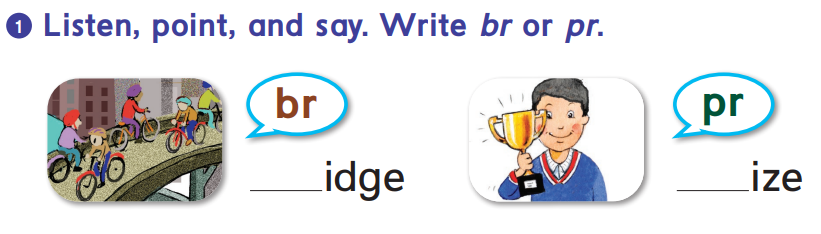 1 Listen, point, and say. Write br or pr.
br
____idge
pr
____ize